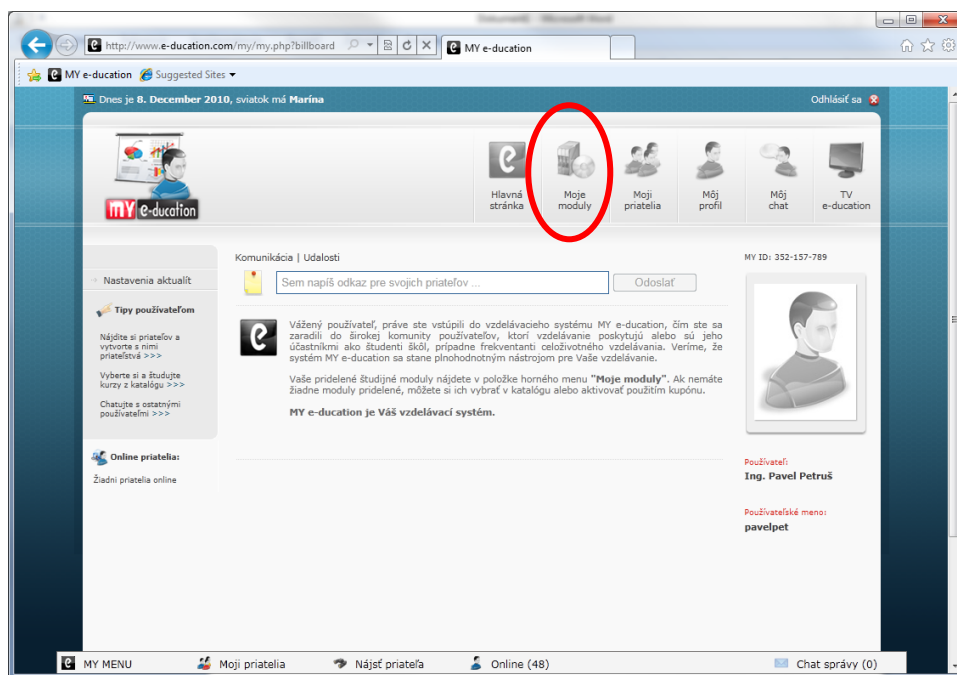 http://www.e-ducation.com/my/my.php?billboard
MY e-ducation
MY e-ducation Suggested Sites
Dnes je 8. December 2010, sviatok má Marína
Odhlásiť sa
mY e-ducation
Hlavná stránka
Moje moduly
Moji priatelia
Môj profil
Môj chat
TV e-ducation
Nastavenia aktualít
Tipy používateľom
Nájdite si priateľov a
vytvorte s nimi
priateľstvá >>>
Vyberte si a študujte
kurzy z katalógu >>>
Chatujte s ostatnými
používateľmi >>>
Online priatelia:
Žiadni priatelia online
Komunikácia | Udalosti
Sem napíš odkaz pre svojich priateľov ...
Odoslať
Vážený používateľ, práve ste vstúpili do vzdelávacieho systému MY e-ducation, čím ste sa
zaradili do širokej komunity používateľov, ktorí vzdelávanie poskytujú alebo sú jeho
účastníkmi ako študenti škôl, prípadne frekventanti celoživotného vzdelávania. Veríme, že
systém MY e-ducation sa stane plnohodnotným nástrojom pre Vaše vzdelávanie.
Vaše pridelené študijné moduly nájdete v položke horného menu "Moje moduly". Ak nemáte
žiadne moduly pridelené, môžete si ich vybrať v katalógu alebo aktivovať použitím kupónu.
MY e-ducation je Váš vzdelávací systém.
MY ID: 352-157-789
Používateľ:
Ing. Pavel Petruš
Používateľské meno:
pavelpet
MY MENU
Moji priatelia
Nájsť priateľa
Online (48)
Chat správy (0)